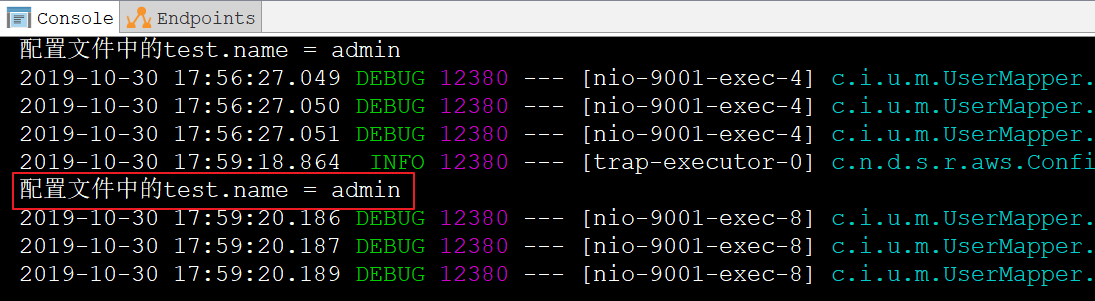 Console Endpoints
配置文件中的test.name = admin
2019-10-30 17:56:27.049 DEBUG 12380 --- [nio-9001-exec-4] c.i.u.m.UserMapper.
2019-10-30 17:56:27.050 DEBUG 12380 --- [nio-9001-exec-4] c.i.u.m.UserMapper.
2019-10-30 17:56:27.051 DEBUG 12380 --- [nio-9001-exec-4] c.i.u.m.UserMapper.
2019-10-30 17:59:18.864  INFO 12380 --- [trap-executor-0] c.n.d.s.r.aws.Confi
配置文件中的test.name = admin
2019-10-30 17:59:20.186 DEBUG 12380 --- [nio-9001-exec-8] c.i.u.m.UserMapper.
2019-10-30 17:59:20.187 DEBUG 12380 --- [nio-9001-exec-8] c.i.u.m.UserMapper.
2019-10-30 17:59:20.189 DEBUG 12380 --- [nio-9001-exec-8] c.i.u.m.UserMapper.